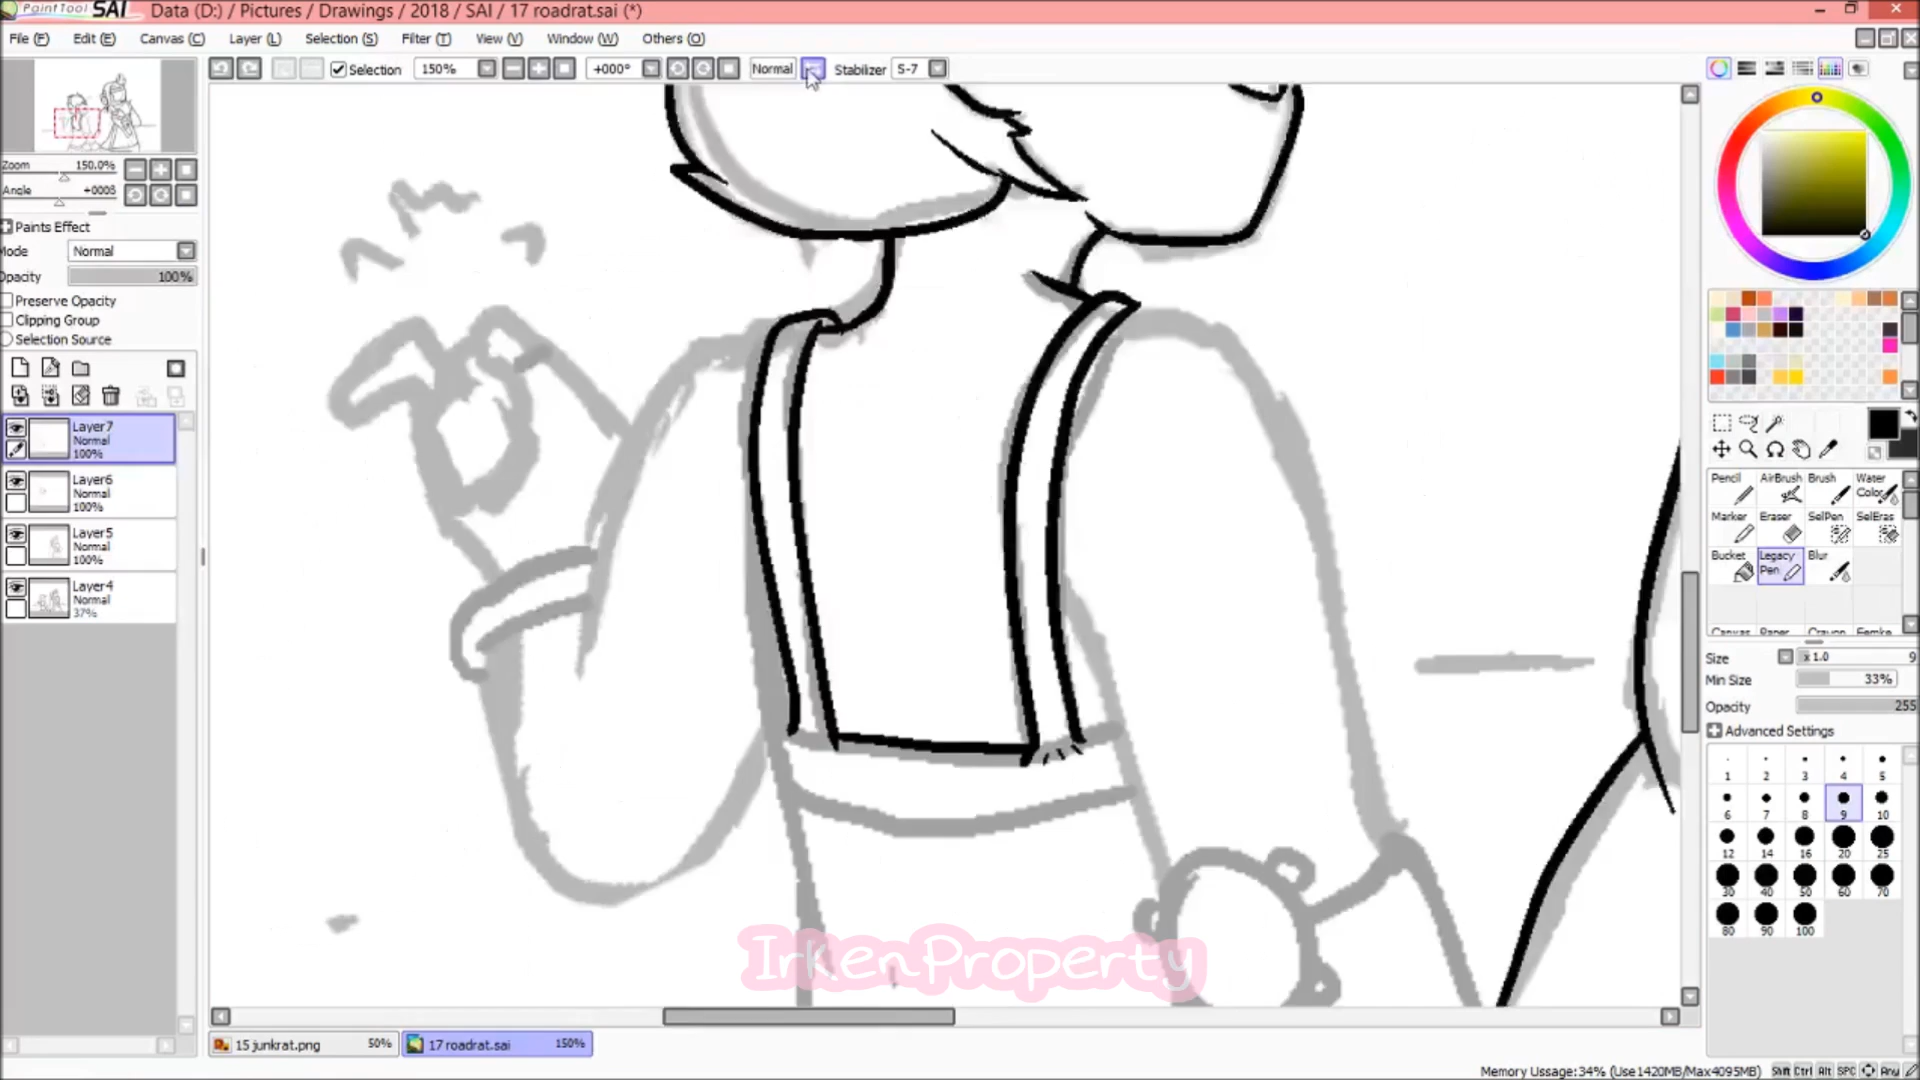 PaintTool SAI Data (D:) / Pictures / Drawings / 2018 / SAI / 17 roadrat.sai (*)
File (F) Edit (E) Canvas (C) Layer (L) Selection (S) Filter (T) View (V) Window (W) Others (O)
Selection 150% +000° Normal Stabilizer S-7
Zoom 150.0%
Angle +000ß
Paints Effect
Mode Normal
Opacity 100%
Preserve Opacity
Clipping Group
Selection Source
Layer7
Normal
100%
Layer6
Normal
100%
Layer5
Normal
100%
Layer4
Normal
37%
Pencil AirBrush Brush Water Color
Marker Eraser SelPen SelEras
Bucket Legacy Pen Blur
Canvas Paper Crayon Femke
Size x 1.0 9
Min Size 33%
Opacity 255
Advanced Settings
1 2 3 4 5
6 7 8 9 10
12 14 16 20 25
30 40 50 60 70
80 90 100
IrkenProperty
15 junkrat.png 50% 17 roadrat.sai 150%
Memory Ussage:34% (Use1420MB/Max4095MB) Shift Ctrl Alt SPC Any